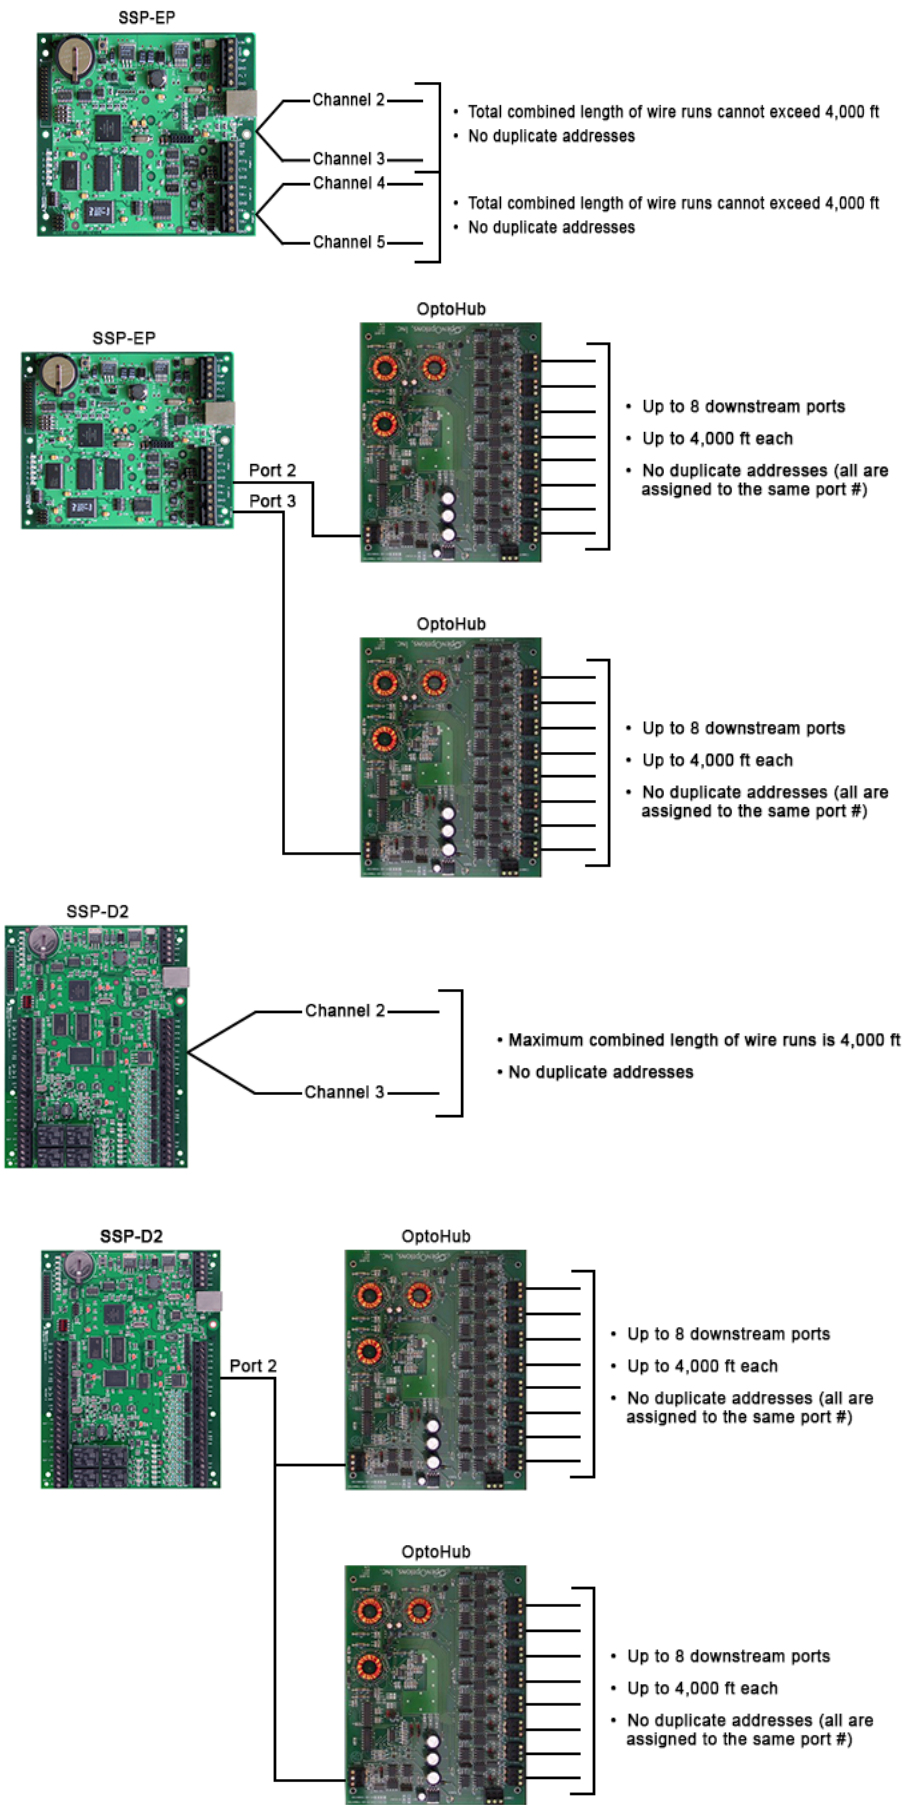 SSP-EP
Channel 2
• Total combined length of wire runs cannot exceed 4,000 ft
• No duplicate addresses
Channel 3
Channel 4
• Total combined length of wire runs cannot exceed 4,000 ft
• No duplicate addresses
Channel 5
OptoHub
SSP-EP
• Up to 8 downstream ports
• Up to 4,000 ft each
• No duplicate addresses (all are
assigned to the same port #)
Port 2
Port 3
OptoHub
• Up to 8 downstream ports
• Up to 4,000 ft each
• No duplicate addresses (all are
assigned to the same port #)
SSP-D2
Channel 2
• Maximum combined length of wire runs is 4,000 ft
• No duplicate addresses
Channel 3
SSP-D2
OptoHub
• Up to 8 downstream ports
• Up to 4,000 ft each
• No duplicate addresses (all are
assigned to the same port #)
Port 2
OptoHub
• Up to 8 downstream ports
• Up to 4,000 ft each
• No duplicate addresses (all are
assigned to the same port #)